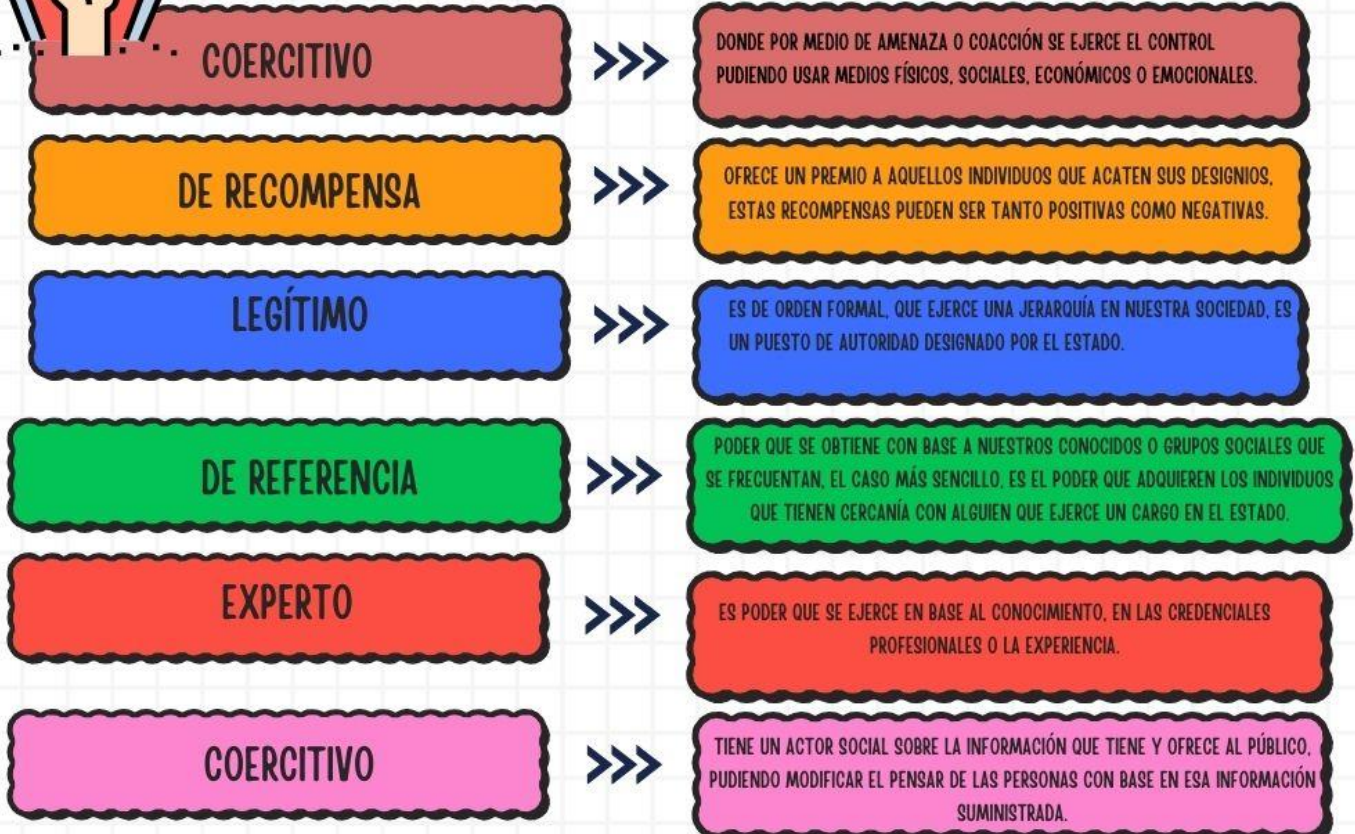 COERCITIVO
DONDE POR MEDIO DE AMENAZA O COACCIÓN SE EJERCE EL CONTROL
PUDIENDO USAR MEDIOS FÍSICOS, SOCIALES, ECONÓMICOS O EMOCIONALES.
DE RECOMPENSA
OFRECE UN PREMIO A AQUELLOS INDIVIDUOS QUE ACATEN SUS DESIGNIOS,
ESTAS RECOMPENSAS PUEDEN SER TANTO POSITIVAS COMO NEGATIVAS.
LEGÍTIMO
ES DE ORDEN FORMAL, QUE EJERCE UNA JERARQUÍA EN NUESTRA SOCIEDAD, ES
UN PUESTO DE AUTORIDAD DESIGNADO POR EL ESTADO.
DE REFERENCIA
PODER QUE SE OBTIENE CON BASE A NUESTROS CONOCIDOS O GRUPOS SOCIALES QUE
SE FRECUENTAN, EL CASO MÁS SENCILLO, ES EL PODER QUE ADQUIEREN LOS INDIVIDUOS
QUE TIENEN CERCANÍA CON ALGUIEN QUE EJERCE UN CARGO EN EL ESTADO.
EXPERTO
ES PODER QUE SE EJERCE EN BASE AL CONOCIMIENTO, EN LAS CREDENCIALES
PROFESIONALES O LA EXPERIENCIA.
COERCITIVO
TIENE UN ACTOR SOCIAL SOBRE LA INFORMACIÓN QUE TIENE Y OFRECE AL PÚBLICO,
PUDIENDO MODIFICAR EL PENSAR DE LAS PERSONAS CON BASE EN ESA INFORMACIÓN
SUMINISTRADA.